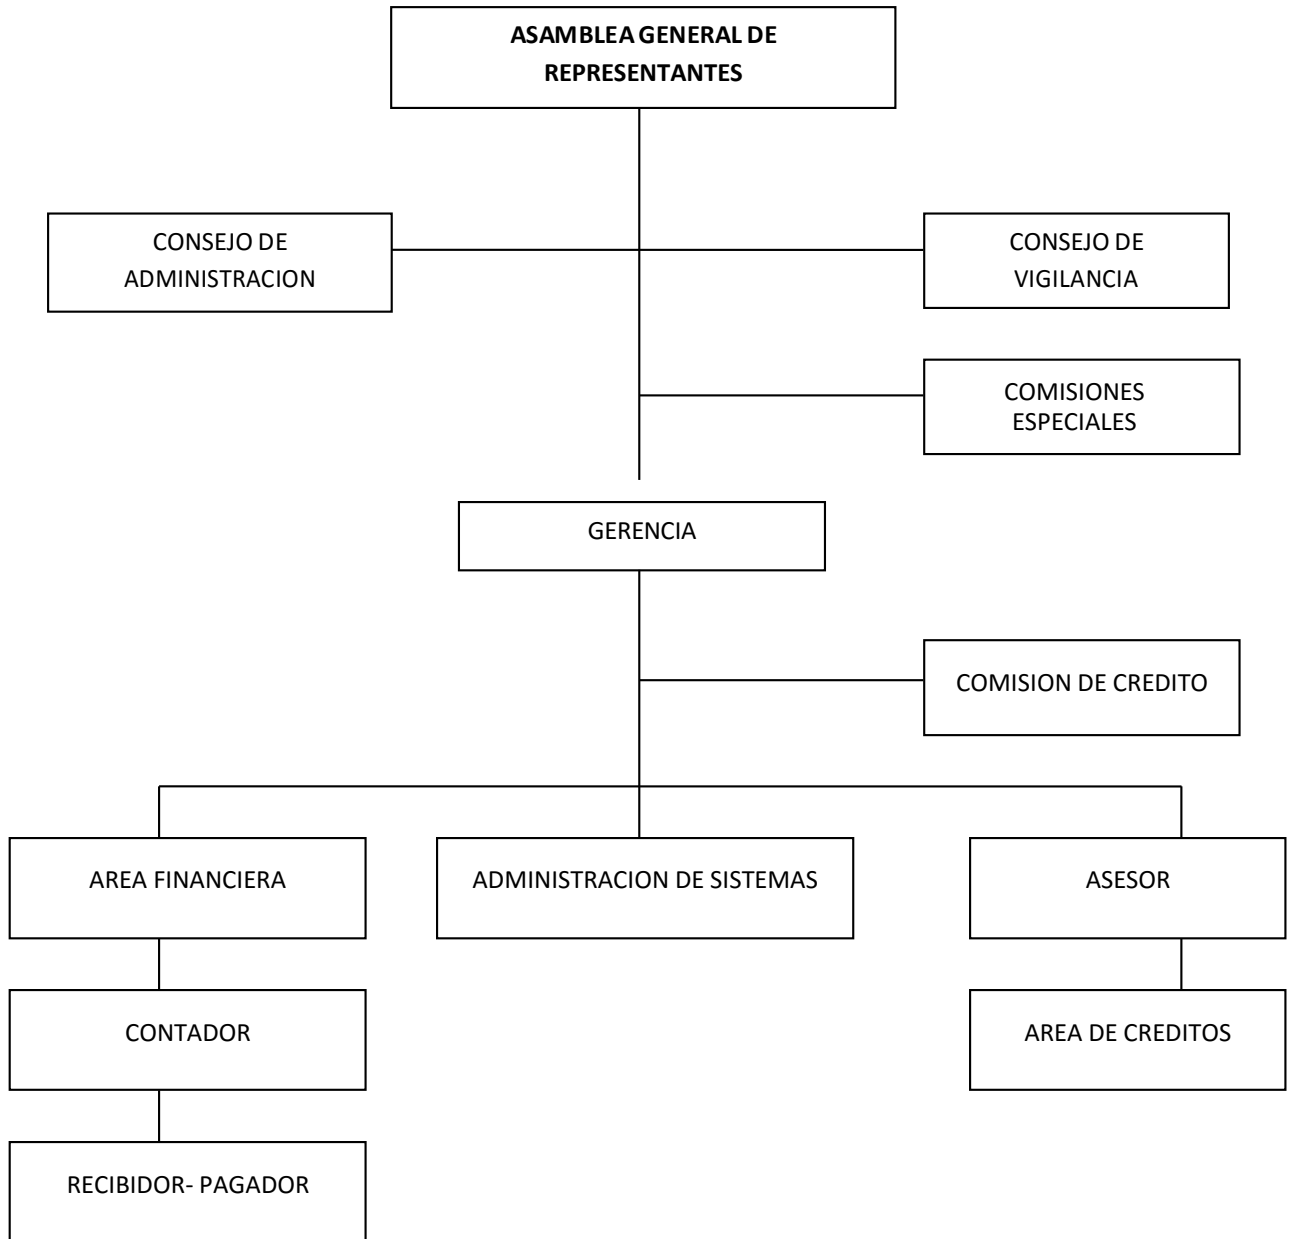 ASAMBLEA GENERAL DE
REPRESENTANTES
CONSEJO DE
ADMINISTRACION
CONSEJO DE
VIGILANCIA
COMISIONES
ESPECIALES
GERENCIA
COMISION DE CREDITO
AREA FINANCIERA
ADMINISTRACION DE SISTEMAS
ASESOR
CONTADOR
AREA DE CREDITOS
RECIBIDOR- PAGADOR